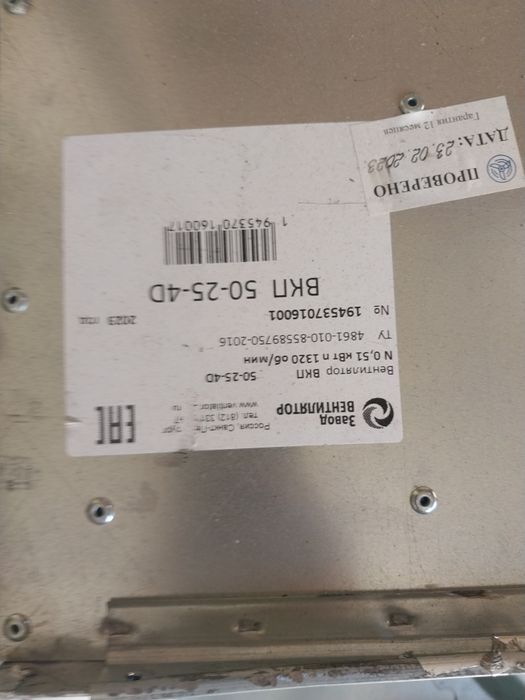 Завод
ВЕНТИЛЯТОР
Россия, Санкт-Пе
тел. (812) 33
www.ventilator
ru
EAC
Вентилятор ВКП 50-25-4D
N 0,51 кВт n 1320 об/мин
ТУ 4861-010-85589750-2016
№ 194537016001 2023 год
ВКП 50-25-4D
1 945370 160017
ПРОВЕРЕНО
ДАТА: 23.02.2023
Гарантия 12 месяцев